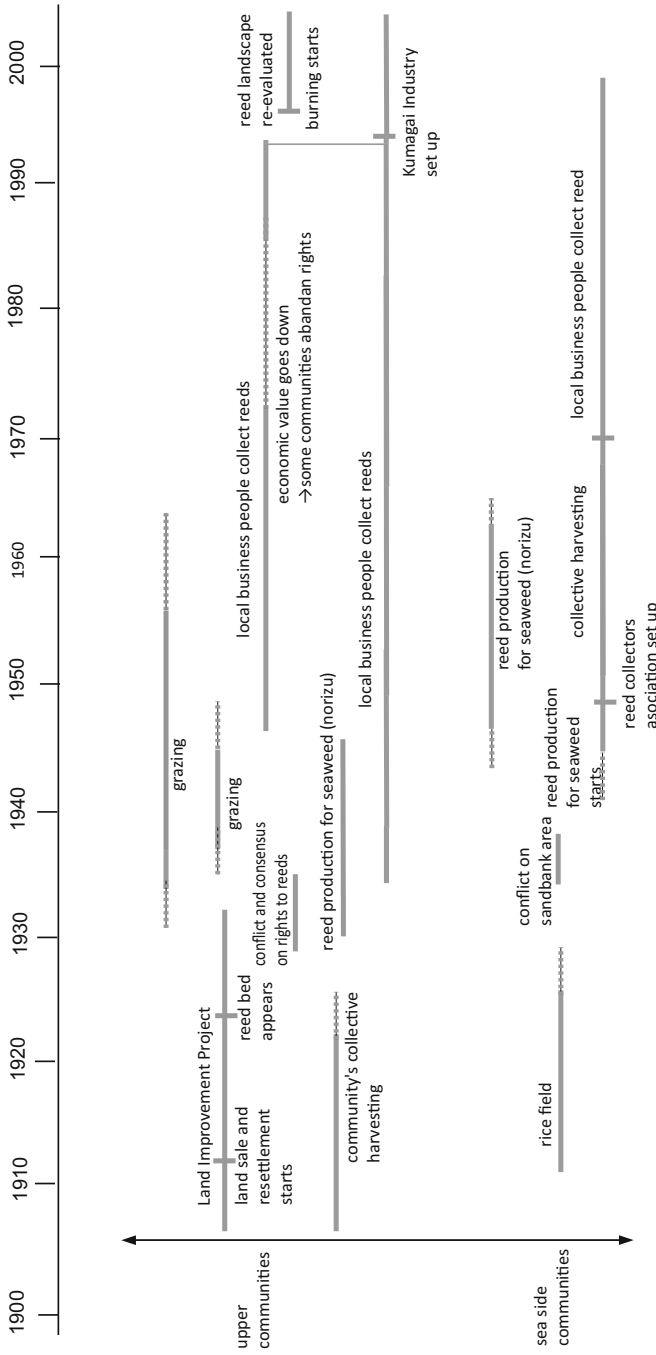 1900
1910
1920
1930
1940
1950
1960
1970
1980
1990
2000
upper
communities
Land Improvement Project
land sale and
resettlement
starts
reed bed
appears
grazing
grazing
conflict and consensus
on rights to reeds
local business people collect reeds
economic value goes down
→some communities abandan rights
reed landscape
re-evaluated
burning starts
community's collective
harvesting
reed production for seaweed (norizu)
local business people collect reeds
Kumagai Industry
set up
sea side
communities
rice field
conflict on
sandbank area
reed production
for seaweed (norizu)
reed production
for seaweed
starts
reed collectors
asociation set up
collective harvesting
local business people collect reed